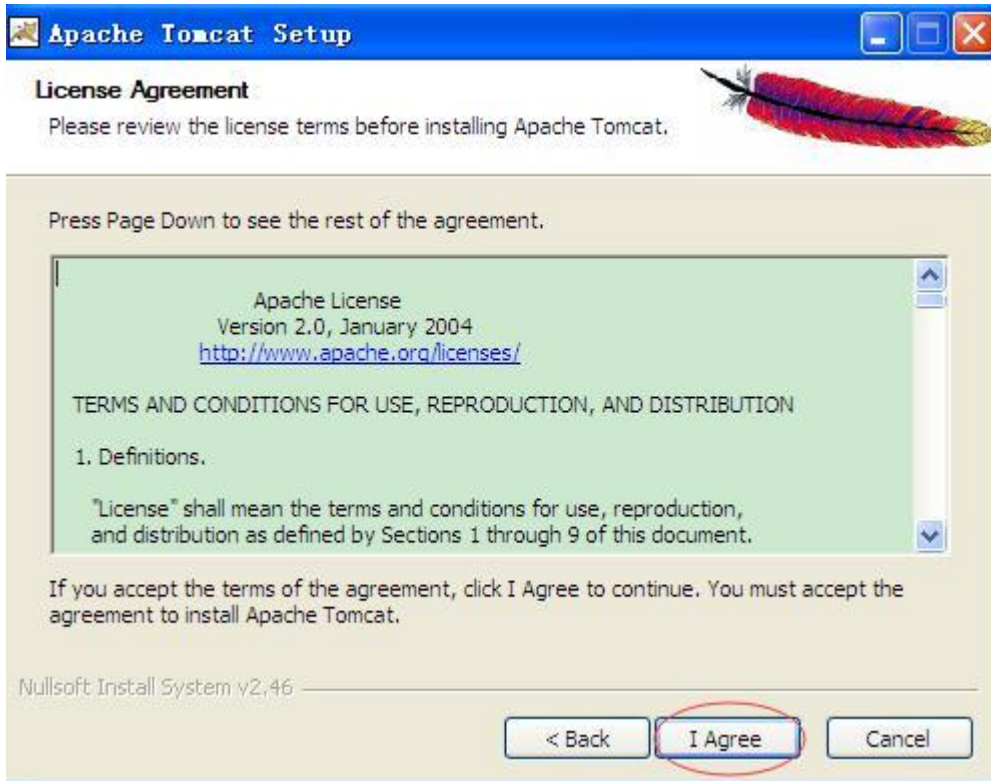 Apache Tomcat Setup
License Agreement
Please review the license terms before installing Apache Tomcat.
Press Page Down to see the rest of the agreement.
Apache License
Version 2.0, January 2004
http://www.apache.org/licenses/
TERMS AND CONDITIONS FOR USE, REPRODUCTION, AND DISTRIBUTION
1. Definitions.
"License" shall mean the terms and conditions for use, reproduction,
and distribution as defined by Sections 1 through 9 of this document.
If you accept the terms of the agreement, click I Agree to continue. You must accept the
agreement to install Apache Tomcat.
Nullsoft Install System v2.46
< Back I Agree Cancel